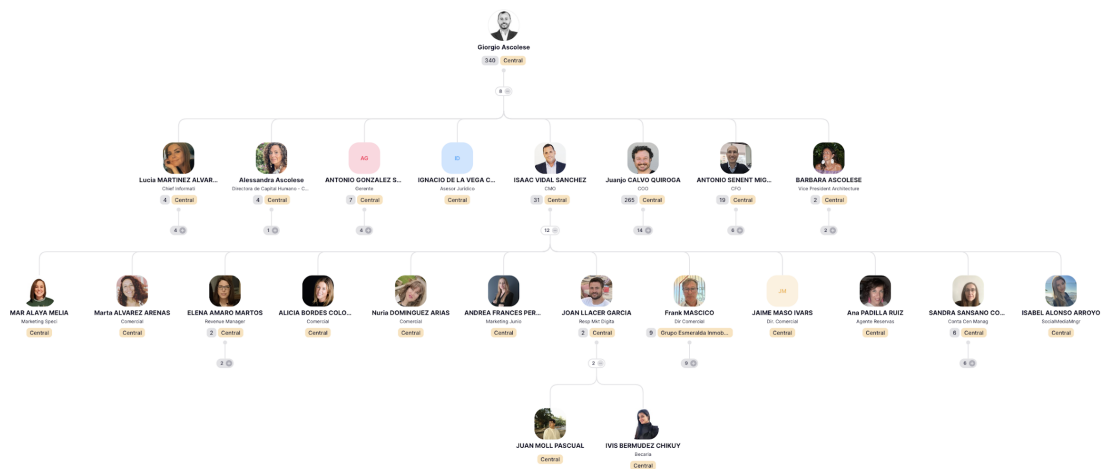 Giorgio Ascolese
340 Central
8
AG
ID
Lucia MARTINEZ ALVAR...
Chief Informati
4 Central
4
Alessandra Ascolese
Directora de Capital Humano - C...
4 Central
1
ANTONIO GONZALEZ S...
Gerente
7 Central
4
IGNACIO DE LA VEGA C...
Asesor Jurídico
Central
ISAAC VIDAL SANCHEZ
CMO
31 Central
12
Juanjo CALVO QUIROGA
COO
265 Central
14
ANTONIO SENENT MIG...
CFO
19 Central
8
BARBARA ASCOLESE
Vice President Architecture
2 Central
2
MAR ALAYA MELIA
Marketing Speci
Central
Marta ALVAREZ ARENAS
Comercial
Central
ELENA AMARO MARTOS
Revenue Manager
2 Central
2
ALICIA BORDES COLO...
Comercial
Central
Nuria DOMINGUEZ ARIAS
Comercial
Central
ANDREA FRANCES PER...
Marketing Junio
Central
JOAN LLACER GARCIA
Resp Mkt Digita
2 Central
2
Frank MASCICO
Dir Comercial
9 Grupo Esmeralda Inmob...
9
JM
JAIME MASO IVARS
Dir. Comercial
Central
Ana PADILLA RUIZ
Agente Reservas
Central
SANDRA SANSANO CO...
Conta Cen Manag
6 Central
6
ISABEL ALONSO ARROYO
SocialMediaMngr
Central
JUAN MOLL PASCUAL
Central
IVIS BERMUDEZ CHIKUY
Becaria
Central